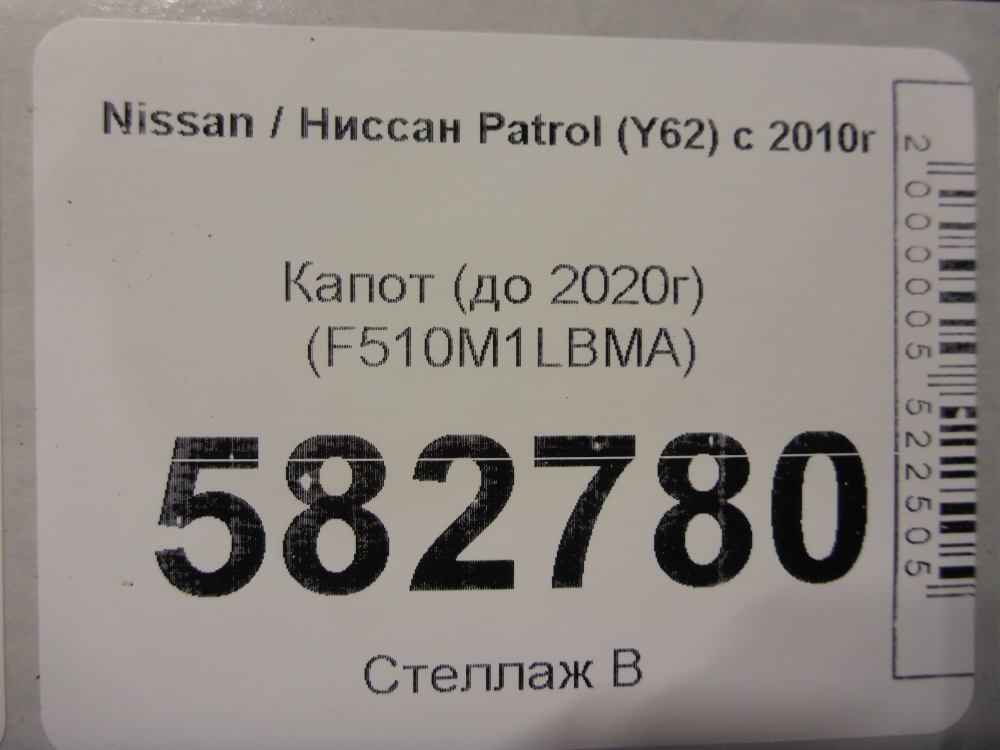 Nissan / Ниссан Patrol (Y62) с 2010г
Капот (до 2020г)
(F510M1LBMA)
582780
Стеллаж В
2000005522505